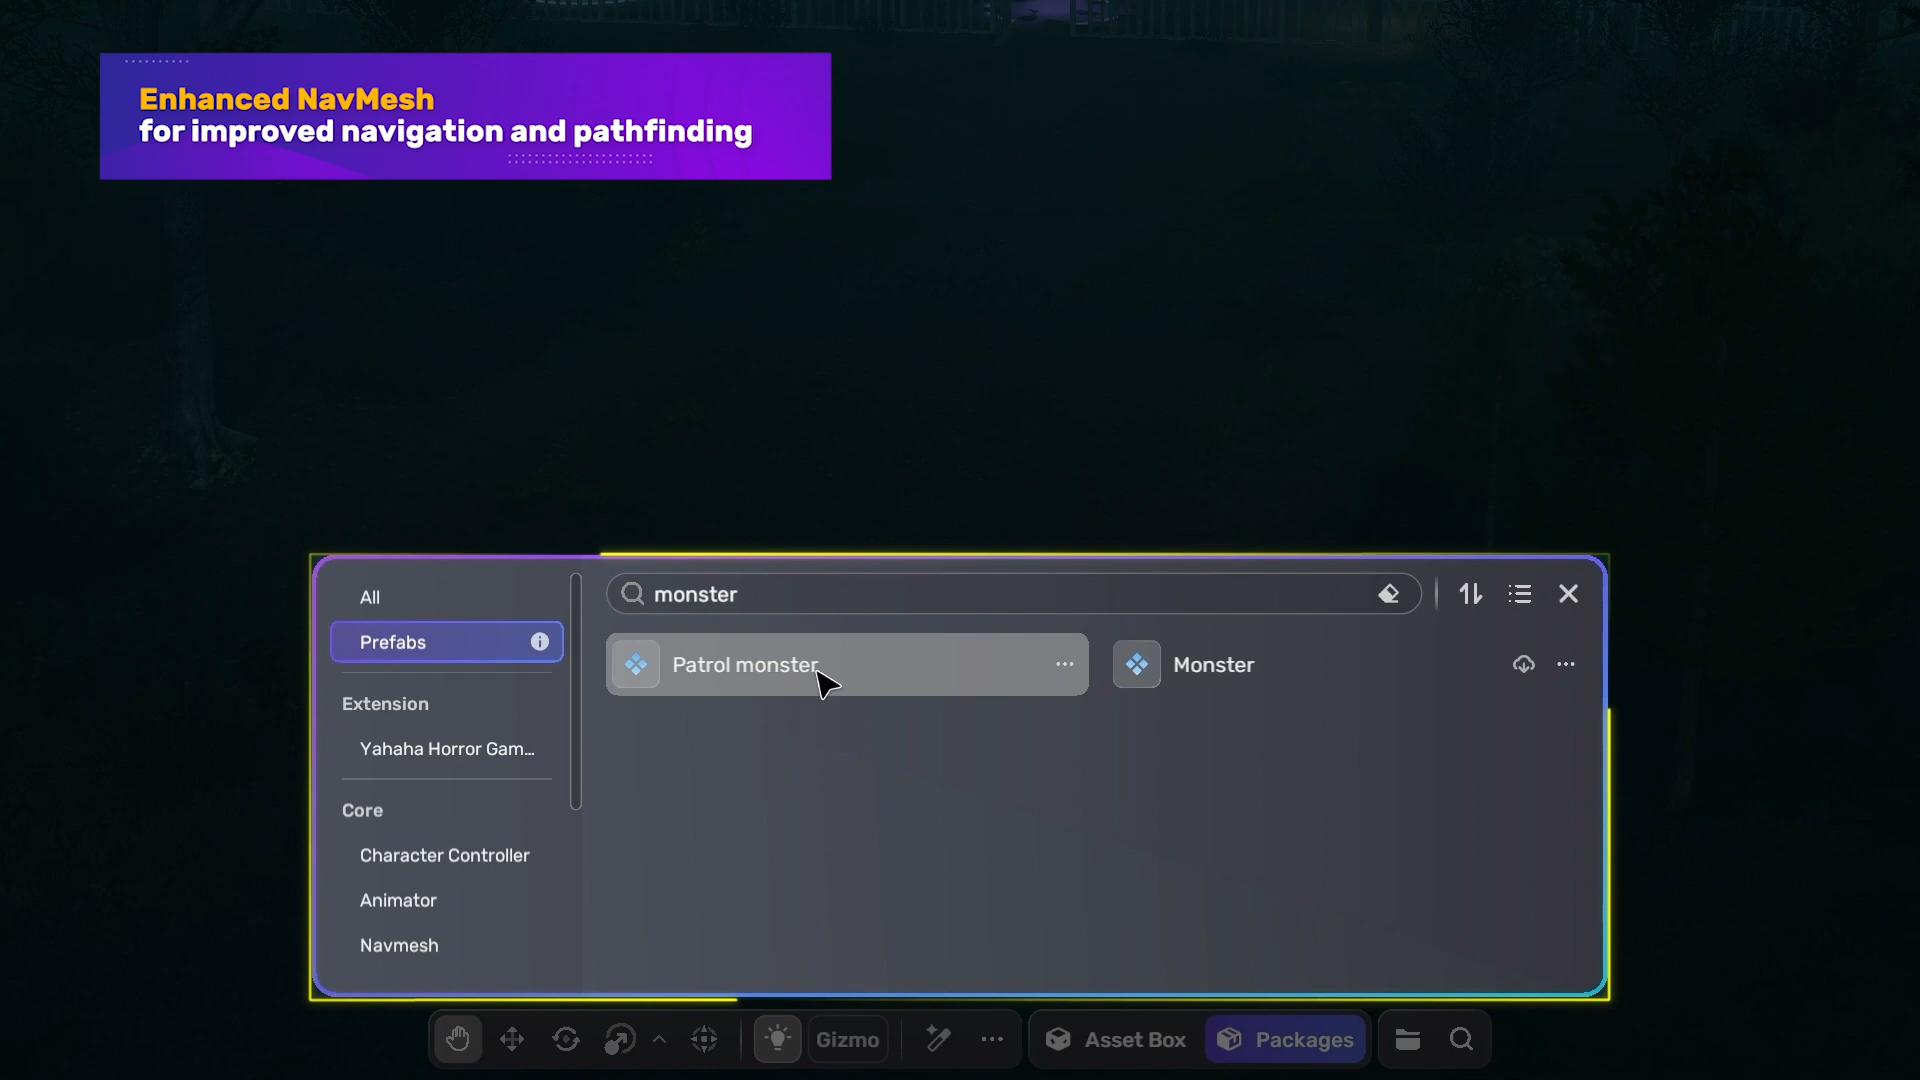 Enhanced NavMesh
for improved navigation and pathfinding
All
Prefabs
Extension
Yahaha Horror Gam...
Core
Character Controller
Animator
Navmesh
monster
Patrol monster
Monster
Gizmo
Asset Box
Packages